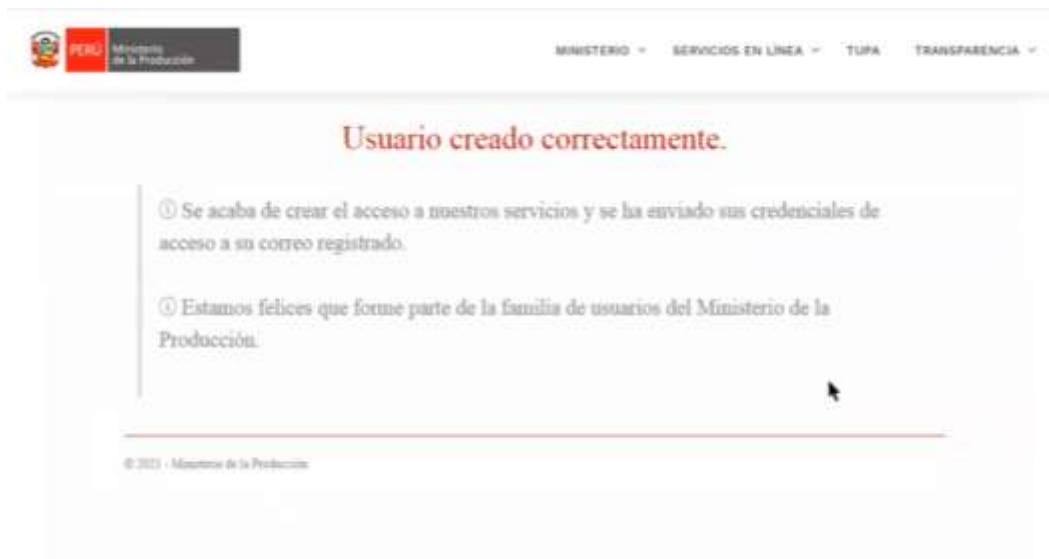 PERÚ
Ministerio
de la Producción
MINISTERIO
SERVICIOS EN LÍNEA
TUPA
TRANSPARENCIA
Usuario creado correctamente.
Se acaba de crear el acceso a nuestros servicios y se ha enviado sus credenciales de
acceso a su correo registrado.
Estamos felices que forme parte de la familia de usuarios del Ministerio de la
Producción.
© - Ministerio de la Producción